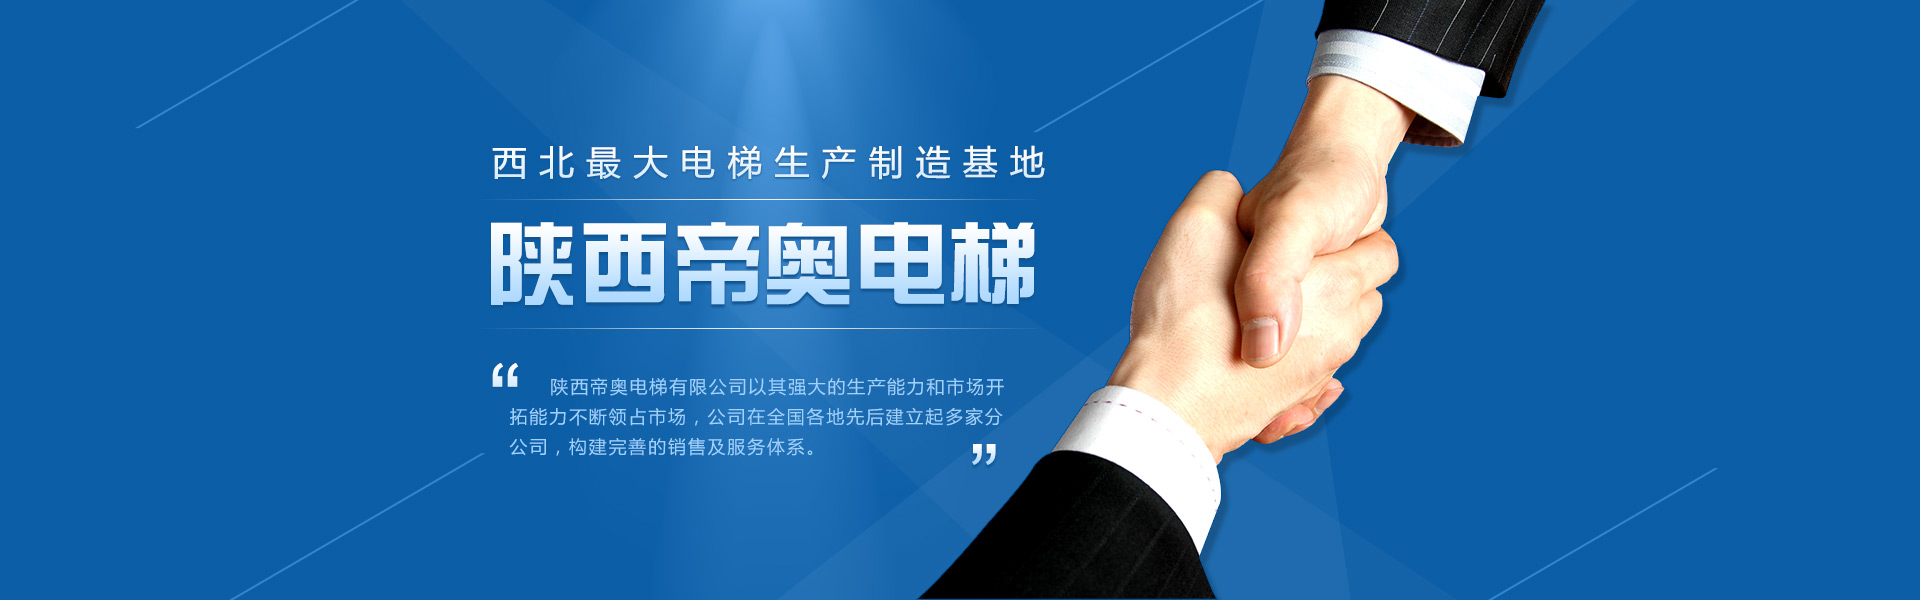 西北最大电梯生产制造基地
陕西帝奥电梯
“ 陕西帝奥电梯有限公司以其强大的生产能力和市场开
拓能力不断领占市场，公司在全国各地先后建立起多家分
公司，构建完善的销售及服务体系。 ”